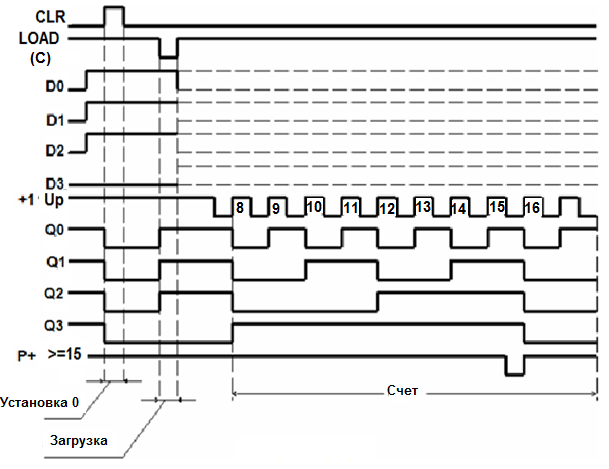 CLR
LOAD
(C)
D0
D1
D2
D3
+1 Up 8 9 10 11 12 13 14 15 16
Q0
Q1
Q2
Q3
P+ >=15
Установка 0
Счет
Загрузка